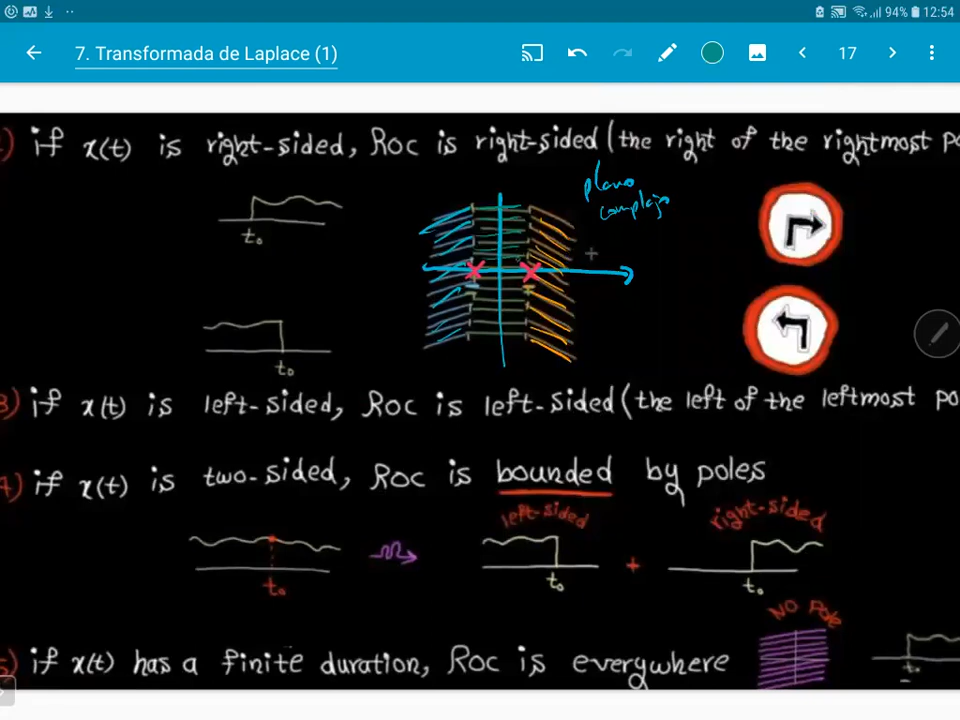 94% 12:54
7. Transformada de Laplace (1)
17
if x(t) is right-sided, Roc is right-sided (the right of the rightmost
plano
complejo
t₀
t₀
3) if x(t) is left-sided, Roc is left-sided (the left of the leftmost
4) if x(t) is two-sided, Roc is bounded by poles
left-sided
right-sided
t₀
+
t₀
t₀
NO Pole
if x(t) has a finite duration, Roc is everywhere
t₀